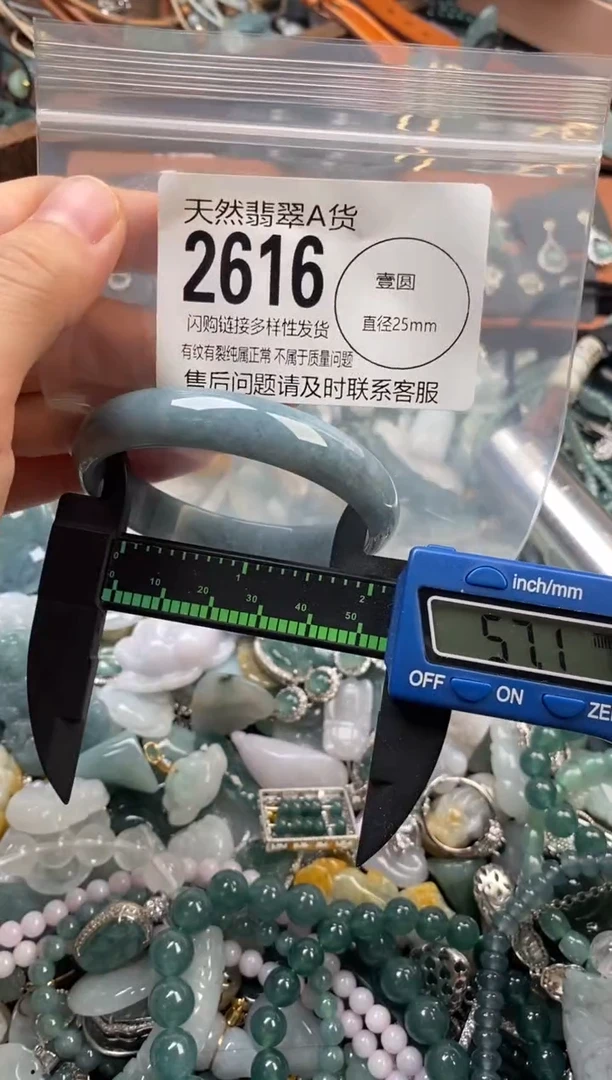 天然翡翠A货
2616
壹圆
直径25mm
闪购链接多样性发货
有纹有裂纯属正常 不属于质量问题
售后问题请及时联系客服
0 1 2
0 10 20 30 40 50
inch/mm
57.1
OFF ON ZE